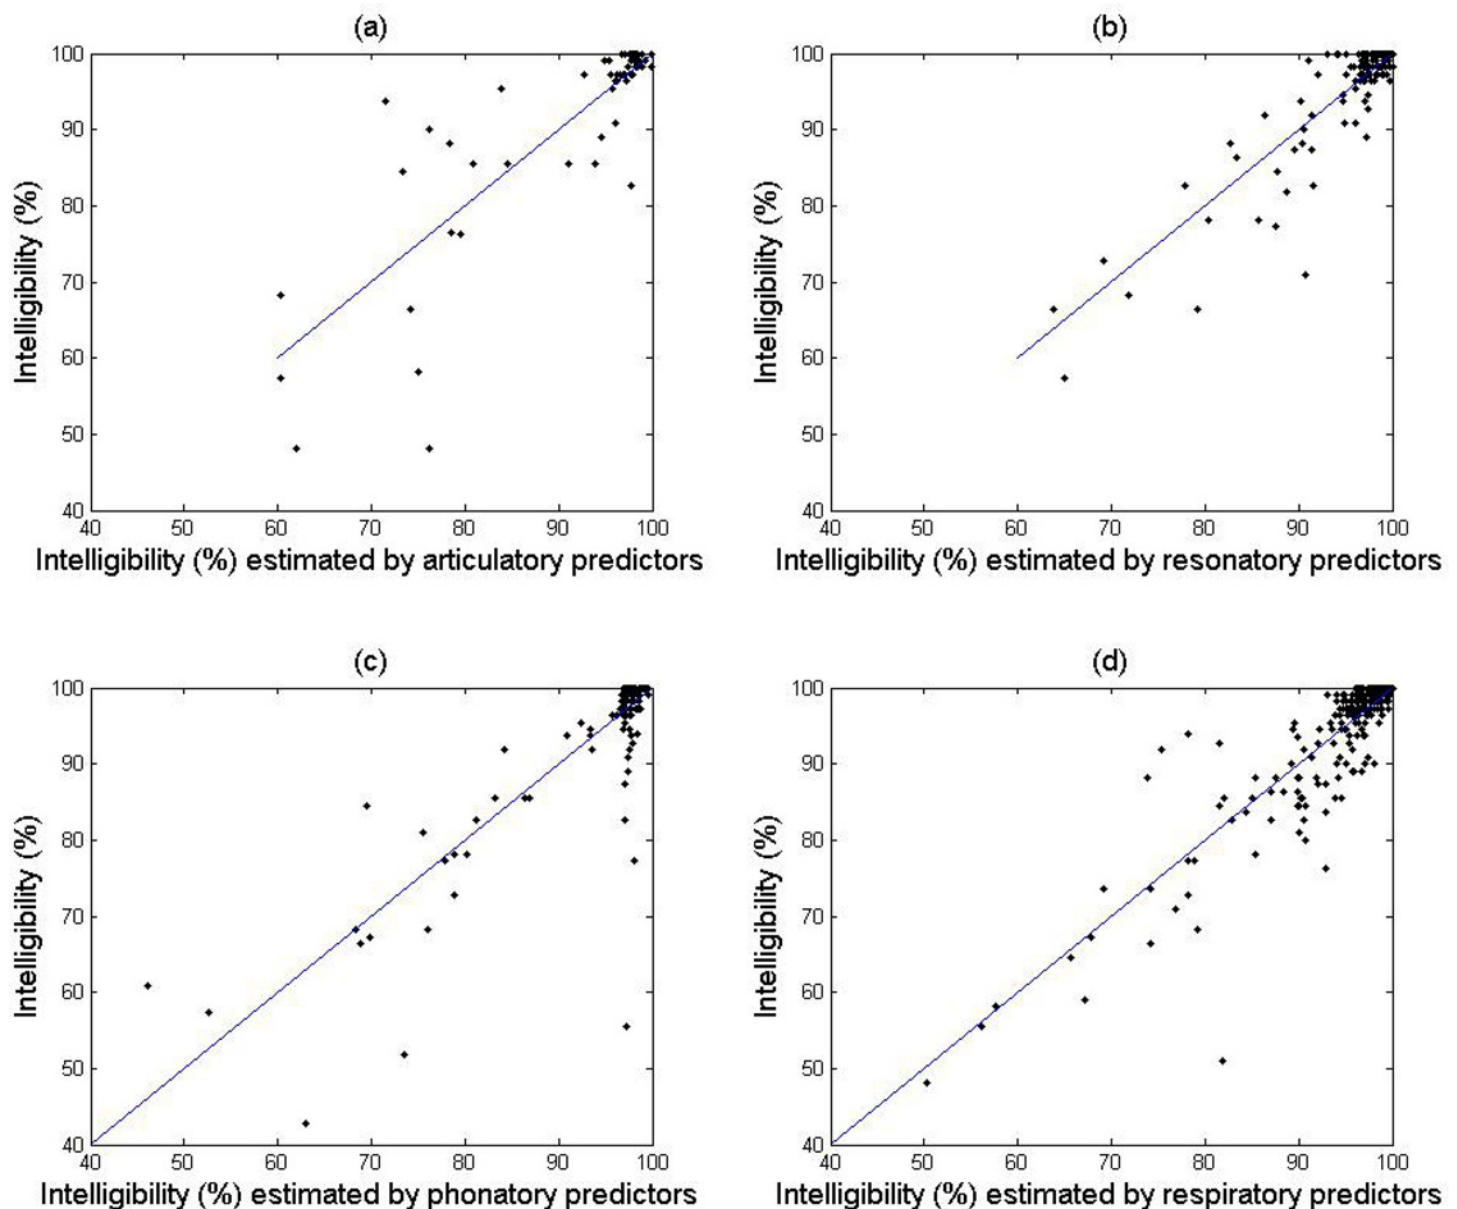 (a)
100
90
80
70
60
50
40
Intelligibility (%)
40 50 60 70 80 90 100
Intelligibility (%) estimated by articulatory predictors
(b)
100
90
80
70
60
50
40
Intelligibility (%)
40 50 60 70 80 90 100
Intelligibility (%) estimated by resonatory predictors
(c)
100
90
80
70
60
50
40
Intelligibility (%)
40 50 60 70 80 90 100
Intelligibility (%) estimated by phonatory predictors
(d)
100
90
80
70
60
50
40
Intelligibility (%)
40 50 60 70 80 90 100
Intelligibility (%) estimated by respiratory predictors